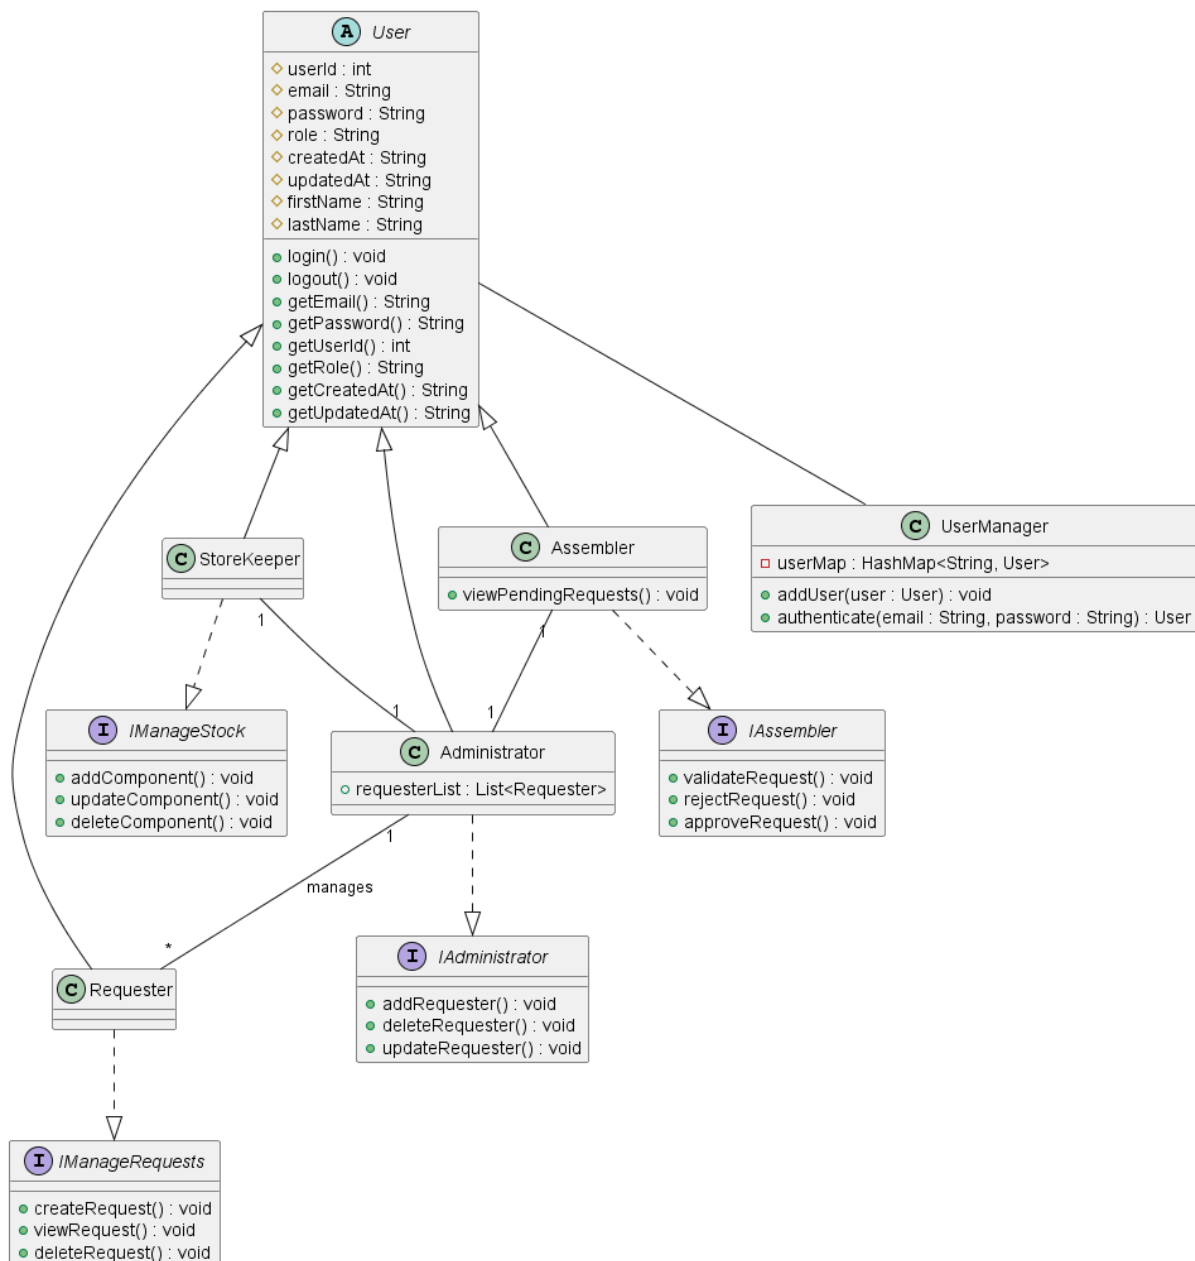 A User
userId : int
email : String
password : String
role : String
createdAt : String
updatedAt : String
firstName : String
lastName : String
login() : void
logout() : void
getEmail() : String
getPassword() : String
getUserId() : int
getRole() : String
getCreatedAt() : String
getUpdatedAt() : String
C UserManager
userMap : HashMap<String, User>
addUser(user : User) : void
authenticate(email : String, password : String) : User
C StoreKeeper
C Assembler
viewPendingRequests() : void
1
1
1
1
I IManageStock
addComponent() : void
updateComponent() : void
deleteComponent() : void
C Administrator
requesterList : List<Requester>
I IAssembler
validateRequest() : void
rejectRequest() : void
approveRequest() : void
1
manages
*
C Requester
I IAdministrator
addRequester() : void
deleteRequester() : void
updateRequester() : void
I IManageRequests
createRequest() : void
viewRequest() : void
deleteRequest() : void